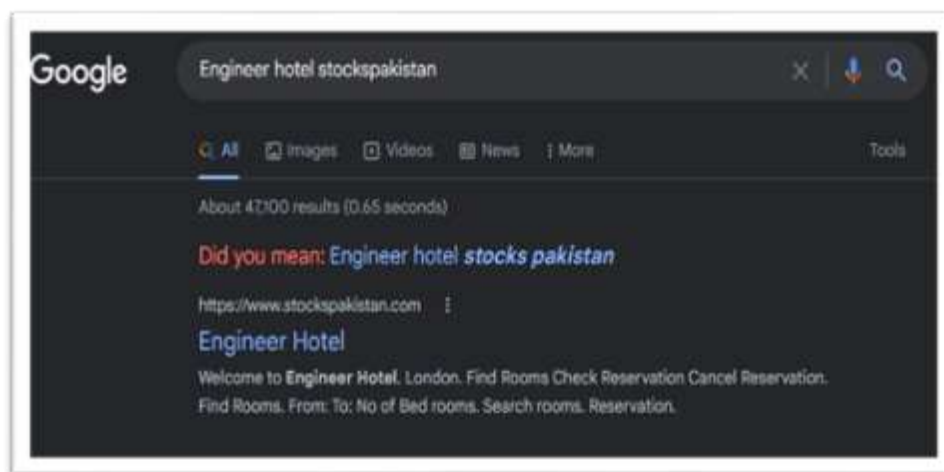 Google
Engineer hotel stockspakistan
All Images Videos News More Tools
About 47,100 results (0.65 seconds)
Did you mean: Engineer hotel stocks pakistan
https://www.stockspakistan.com
Engineer Hotel
Welcome to Engineer Hotel. London. Find Rooms Check Reservation Cancel Reservation.
Find Rooms. From: To: No of Bed rooms. Search rooms. Reservation.